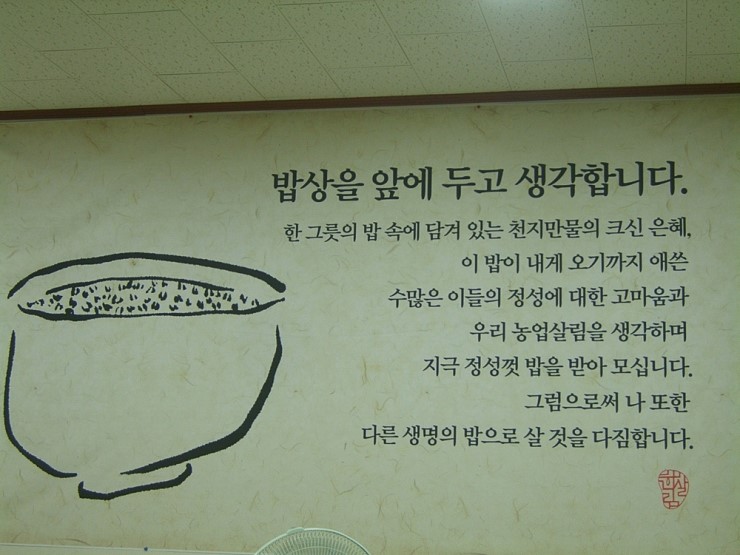 밥상을 앞에 두고 생각합니다.
한 그릇의 밥 속에 담겨 있는 천지만물의 크신 은혜,
이 밥이 내게 오기까지 애쓴
수많은 이들의 정성에 대한 고마움과
우리 농업살림을 생각하며
지극 정성껏 밥을 받아 모십니다.
그럼으로써 나 또한
다른 생명의 밥으로 살 것을 다짐합니다.
한살림